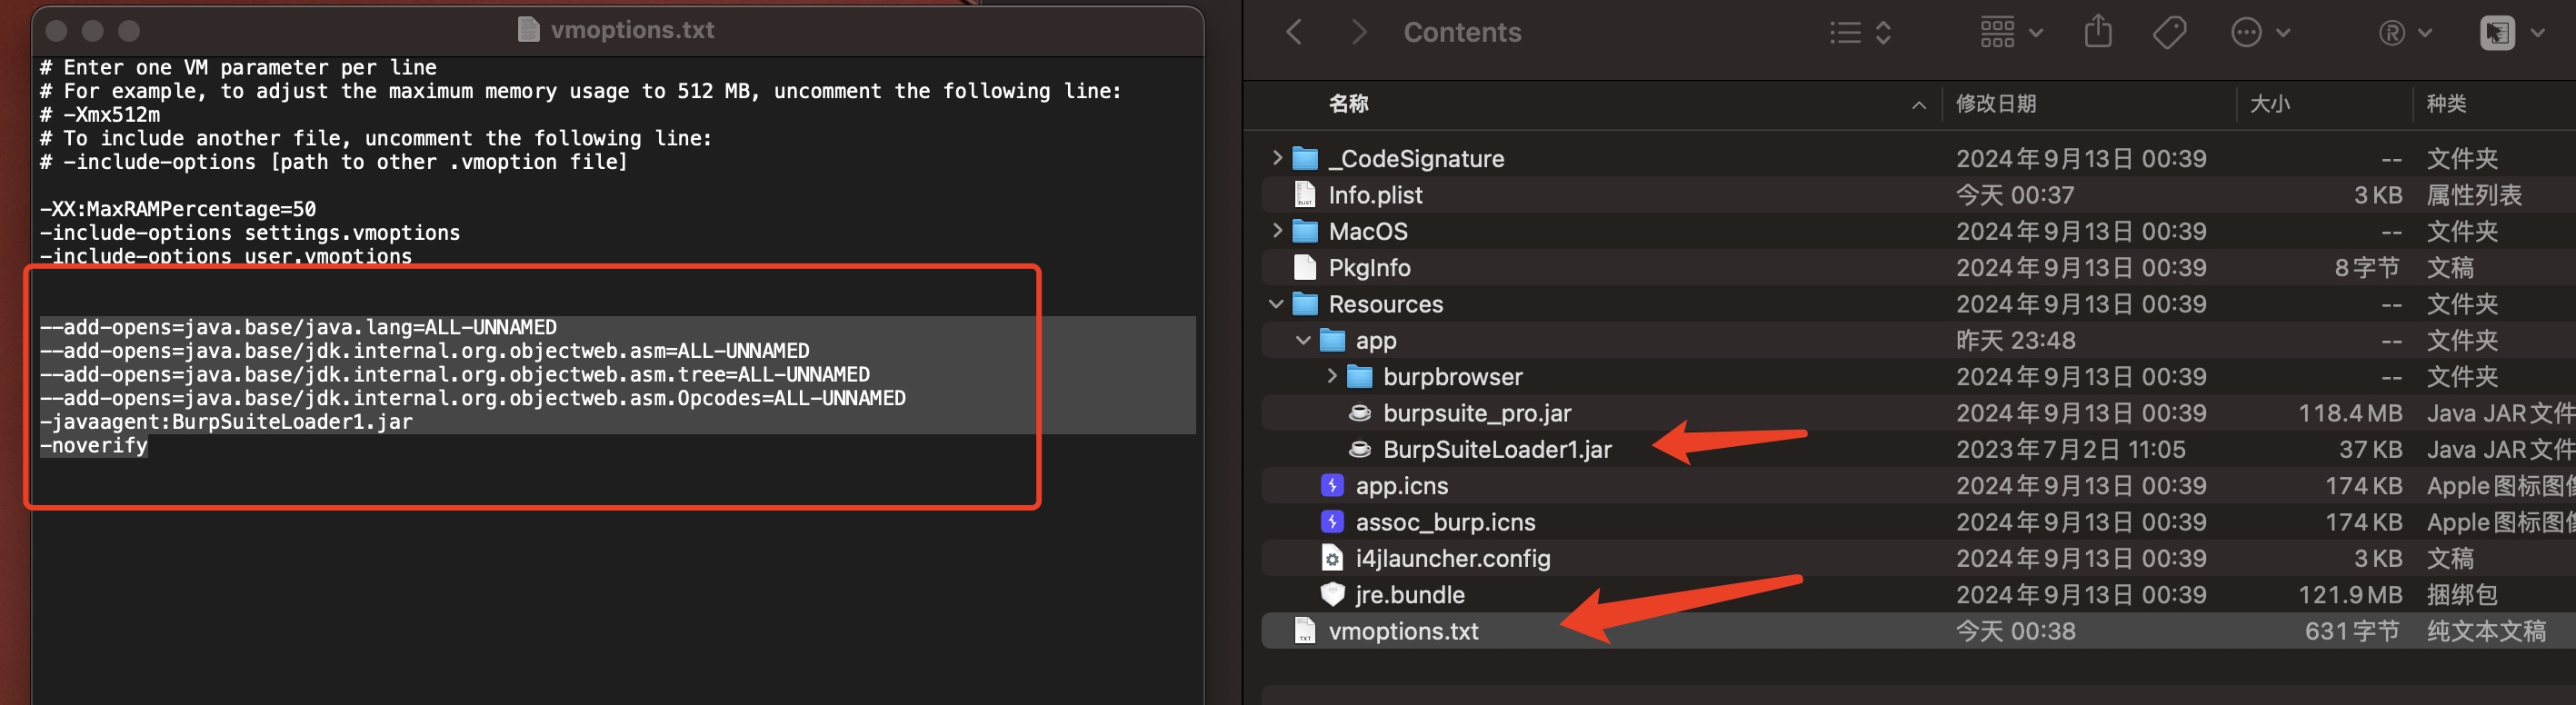 vmoptions.txt
# Enter one VM parameter per line
# For example, to adjust the maximum memory usage to 512 MB, uncomment the following line:
# -Xmx512m
# To include another file, uncomment the following line:
# -include-options [path to other .vmoption file]
-XX:MaxRAMPercentage=50
-include-options settings.vmoptions
-include-options user.vmoptions
--add-opens=java.base/java.lang=ALL-UNNAMED
--add-opens=java.base/jdk.internal.org.objectweb.asm=ALL-UNNAMED
--add-opens=java.base/jdk.internal.org.objectweb.asm.tree=ALL-UNNAMED
--add-opens=java.base/jdk.internal.org.objectweb.asm.Opcodes=ALL-UNNAMED
-javaagent:BurpSuiteLoader1.jar
-noverify
Contents
名称 修改日期 大小 种类
_CodeSignature 2024年9月13日 00:39 -- 文件夹
Info.plist 今天 00:37 3 KB 属性列表
MacOS 2024年9月13日 00:39 -- 文件夹
PkgInfo 2024年9月13日 00:39 8字节 文稿
Resources 2024年9月13日 00:39 -- 文件夹
app 昨天 23:48 -- 文件夹
burpbrowser 2024年9月13日 00:39 -- 文件夹
burpsuite_pro.jar 2024年9月13日 00:39 118.4 MB Java JAR文件
BurpSuiteLoader1.jar 2023年7月2日 11:05 37 KB Java JAR文件
app.icns 2024年9月13日 00:39 174 KB Apple图标图像
assoc_burp.icns 2024年9月13日 00:39 174 KB Apple图标图像
i4jlauncher.config 2024年9月13日 00:39 3 KB 文稿
jre.bundle 2024年9月13日 00:39 121.9 MB 捆绑包
vmoptions.txt 今天 00:38 631字节 纯文本文稿